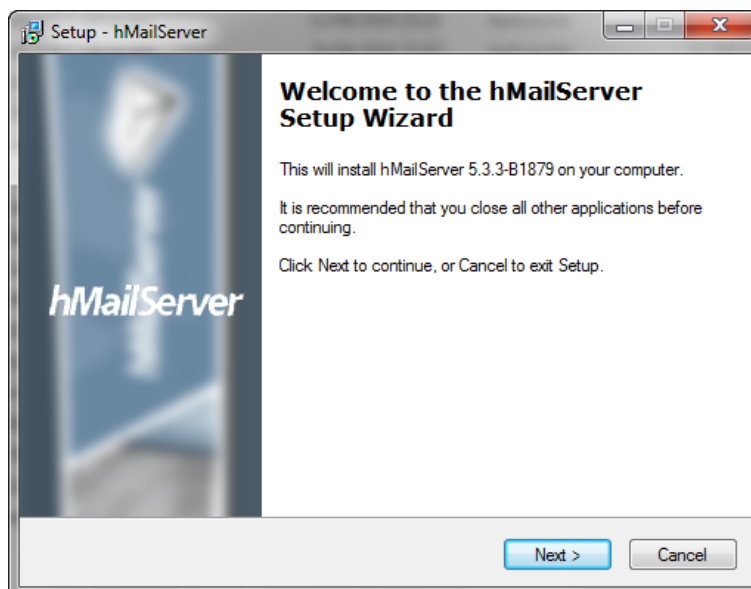 Setup - hMailServer
Welcome to the hMailServer
Setup Wizard
This will install hMailServer 5.3.3-B1879 on your computer.
It is recommended that you close all other applications before
continuing.
Click Next to continue, or Cancel to exit Setup.
hMailServer
Next >
Cancel